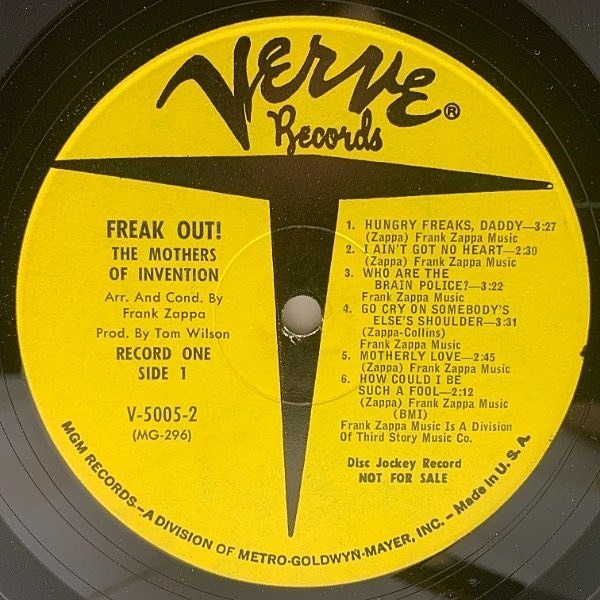 Verve ®
Records
FREAK OUT!
THE MOTHERS
OF INVENTION
Arr. And Cond. By
Frank Zappa
Prod. By Tom Wilson
RECORD ONE
SIDE 1
V-5005-2
(MG-296)
1. HUNGRY FREAKS, DADDY—3:27
(Zappa) Frank Zappa Music
2. I AIN'T GOT NO HEART—2:30
(Zappa) Frank Zappa Music
3. WHO ARE THE
BRAIN POLICE?—3:22
Frank Zappa Music
4. GO CRY ON SOMEBODY'S
ELSE'S SHOULDER—3:31
(Zappa-Collins)
Frank Zappa Music
5. MOTHERLY LOVE—2:45
(Zappa) Frank Zappa Music
6. HOW COULD I BE
SUCH A FOOL—2:12
(Zappa) Frank Zappa Music
(BMI)
Frank Zappa Music Is A Division
Of Third Story Music Co.
Disc Jockey Record
NOT FOR SALE
MGM RECORDS—A DIVISION OF METRO-GOLDWYN-MAYER, INC. – Made in U. S. A.